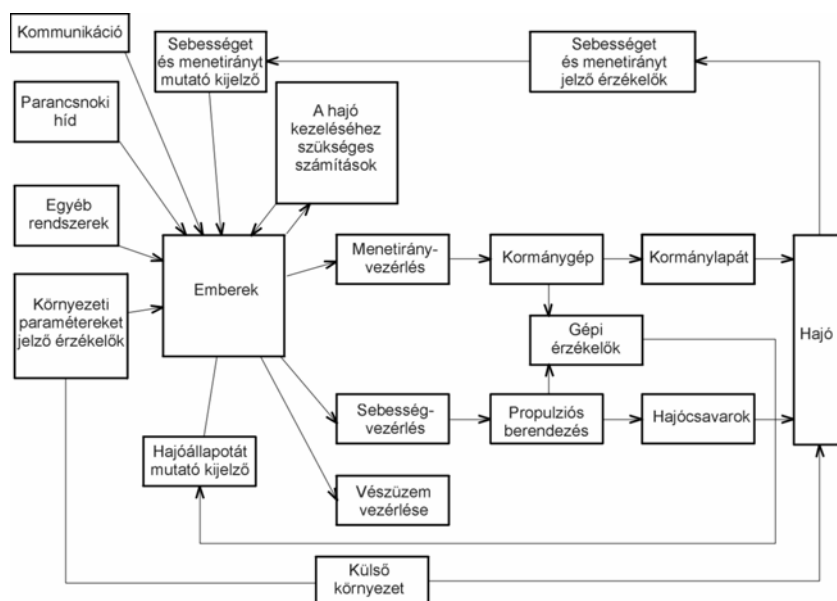 Kommunikáció
Sebességet
és menetirányt
mutató kijelző
Sebességet
és menetirányt
jelző érzékelők
Parancsnoki
híd
A hajó
kezeléséhez
szükséges
számítások
Egyéb
rendszerek
Emberek
Menetirány-
vezérlés
Kormánygép
Kormánylapát
Környezeti
paramétereket
jelző érzékelők
Gépi
érzékelők
Hajó
Sebesség-
vezérlés
Propulziós
berendezés
Hajócsavarok
Hajóállapotát
mutató kijelző
Vészüzem
vezérlése
Külső
környezet